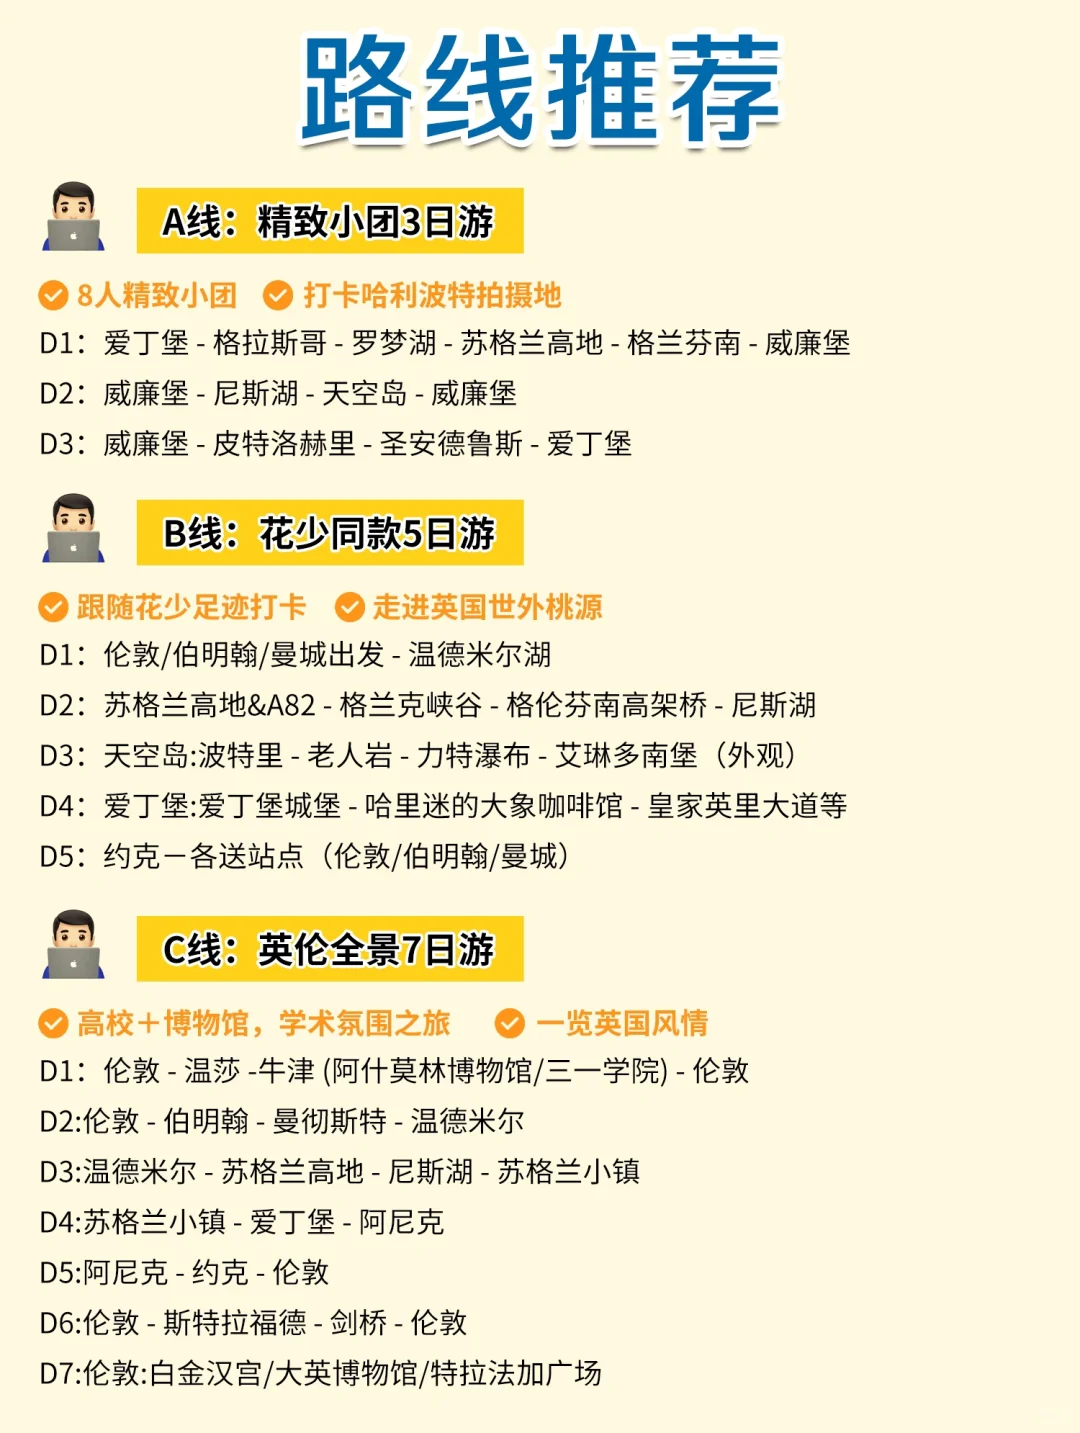 路线推荐
A线：精致小团3日游
8人精致小团 打卡哈利波特拍摄地
D1：爱丁堡 - 格拉斯哥 - 罗梦湖 - 苏格兰高地 - 格兰芬南 - 威廉堡
D2：威廉堡 - 尼斯湖 - 天空岛 - 威廉堡
D3：威廉堡 - 皮特洛赫里 - 圣安德鲁斯 - 爱丁堡
B线：花少同款5日游
跟随花少足迹打卡 走进英国世外桃源
D1：伦敦/伯明翰/曼城出发 - 温德米尔湖
D2：苏格兰高地&A82 - 格兰克峡谷 - 格伦芬南高架桥 - 尼斯湖
D3：天空岛:波特里 - 老人岩 - 力特瀑布 - 艾琳多南堡（外观）
D4：爱丁堡:爱丁堡城堡 - 哈里迷的大象咖啡馆 - 皇家英里大道等
D5：约克－各送站点（伦敦/伯明翰/曼城）
C线：英伦全景7日游
高校＋博物馆，学术氛围之旅 一览英国风情
D1：伦敦 - 温莎 -牛津 (阿什莫林博物馆/三一学院) - 伦敦
D2:伦敦 - 伯明翰 - 曼彻斯特 - 温德米尔
D3:温德米尔 - 苏格兰高地 - 尼斯湖 - 苏格兰小镇
D4:苏格兰小镇 - 爱丁堡 - 阿尼克
D5:阿尼克 - 约克 - 伦敦
D6:伦敦 - 斯特拉福德 - 剑桥 - 伦敦
D7:伦敦:白金汉宫/大英博物馆/特拉法加广场